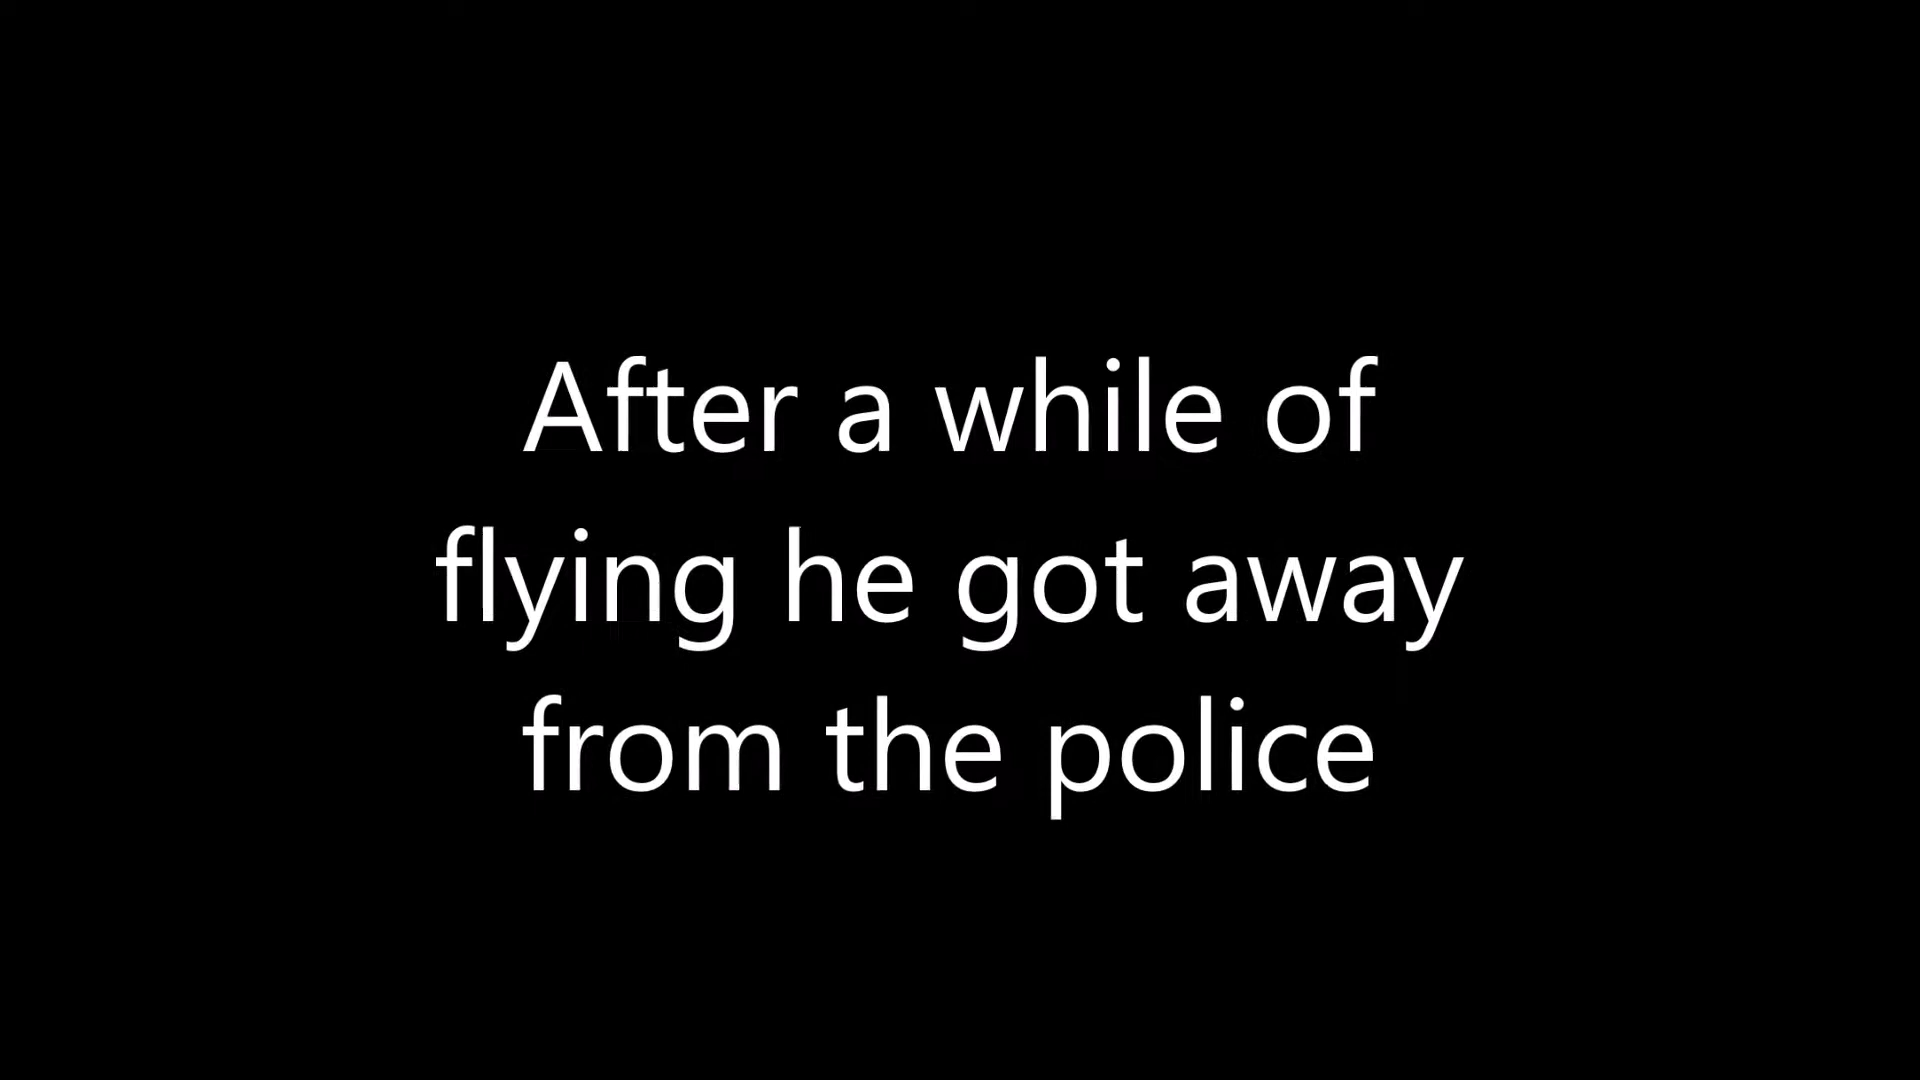 After a while of
flying he got away
from the police